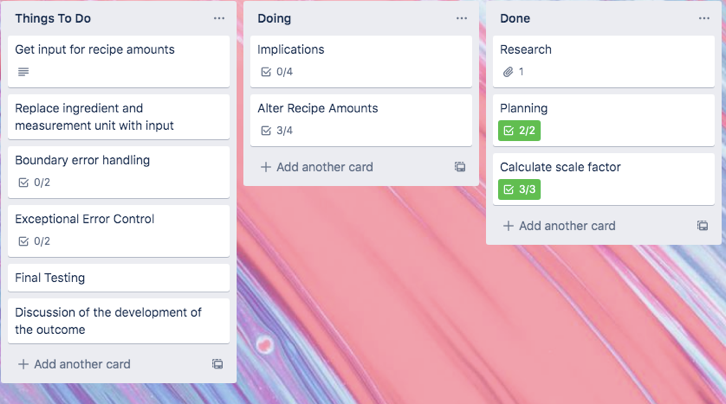 Things To Do
Get input for recipe amounts
Replace ingredient and
measurement unit with input
Boundary error handling
0/2
Exceptional Error Control
0/2
Final Testing
Discussion of the development of
the outcome
+ Add another card
Doing
Implications
0/4
Alter Recipe Amounts
3/4
+ Add another card
Done
Research
1
Planning
2/2
Calculate scale factor
3/3
+ Add another card